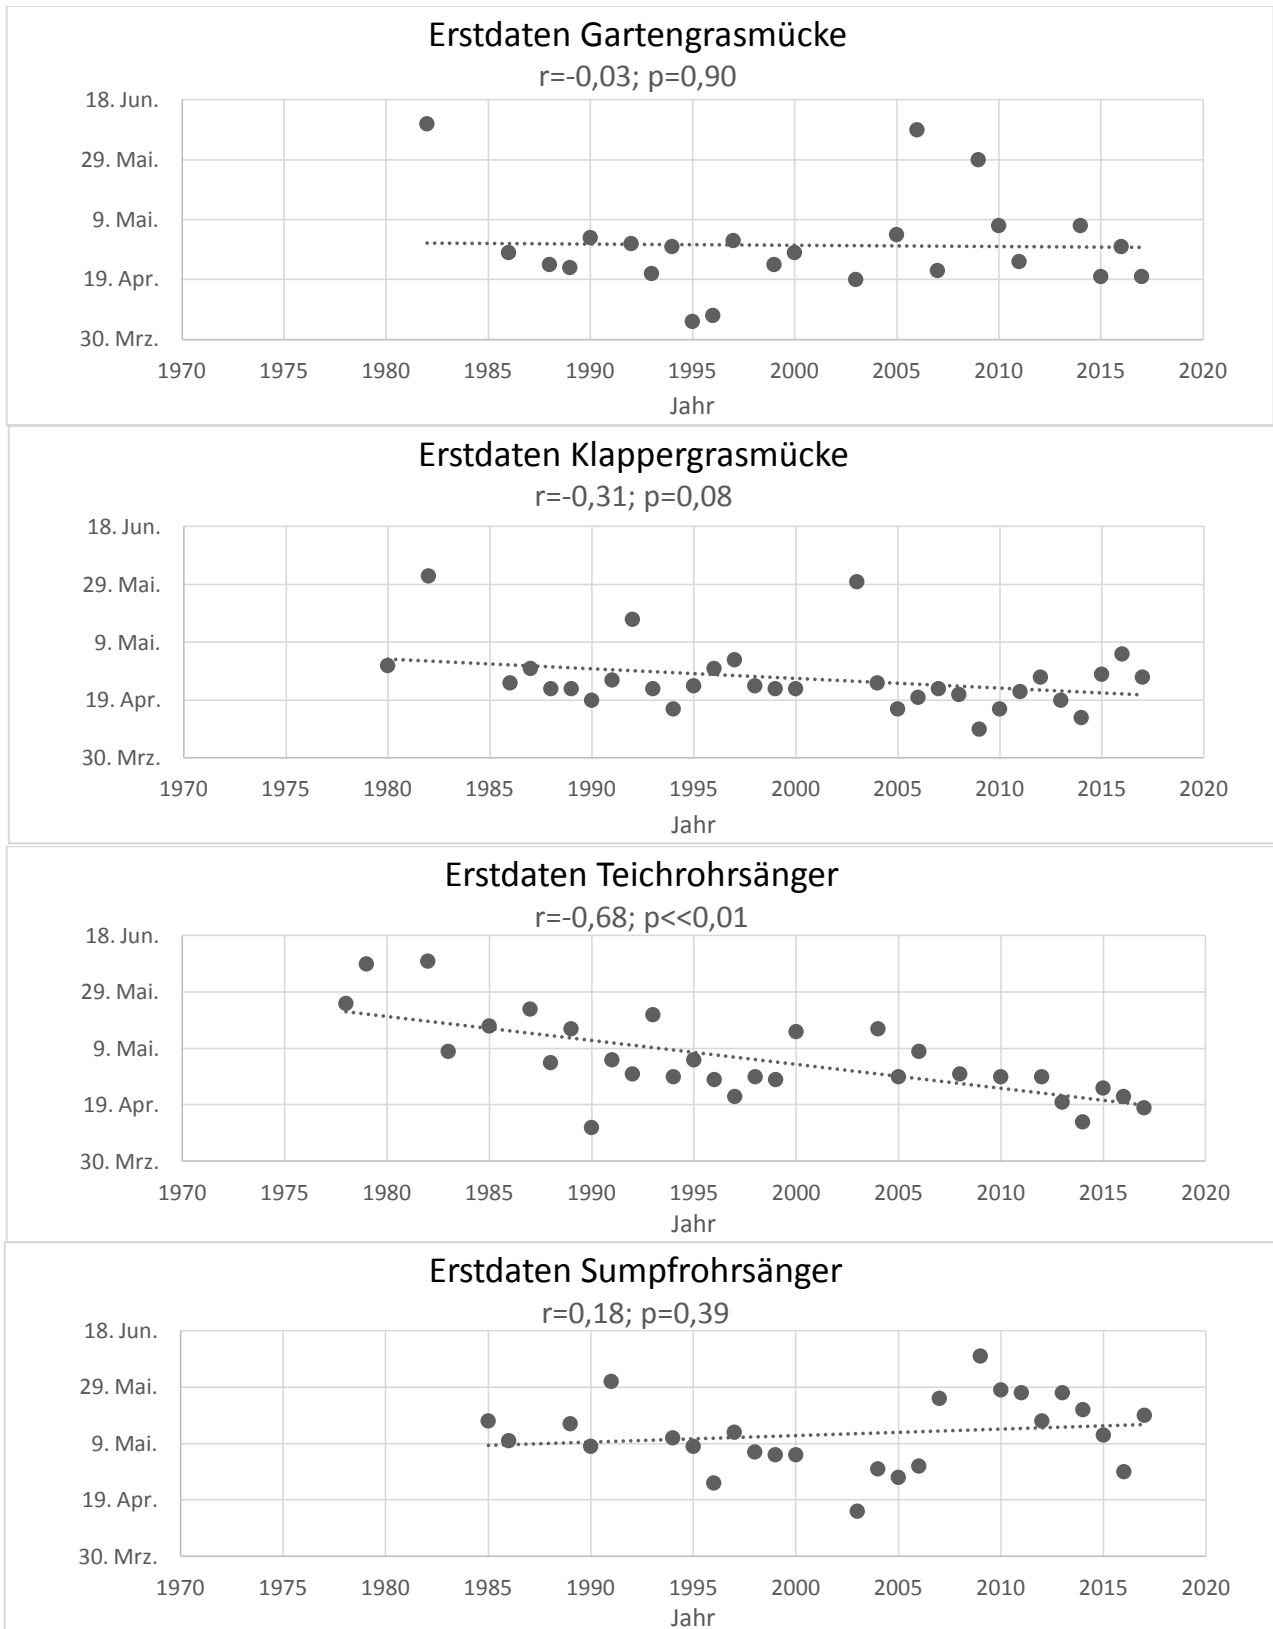 Erstdaten Gartengrasmücke
r=-0,03; p=0,90
18. Jun.
29. Mai.
9. Mai.
19. Apr.
30. Mrz.
1970 1975 1980 1985 1990 1995 2000 2005 2010 2015 2020
Jahr
Erstdaten Klappergrasmücke
r=-0,31; p=0,08
18. Jun.
29. Mai.
9. Mai.
19. Apr.
30. Mrz.
1970 1975 1980 1985 1990 1995 2000 2005 2010 2015 2020
Jahr
Erstdaten Teichrohrsänger
r=-0,68; p<<0,01
18. Jun.
29. Mai.
9. Mai.
19. Apr.
30. Mrz.
1970 1975 1980 1985 1990 1995 2000 2005 2010 2015 2020
Jahr
Erstdaten Sumpfrohrsänger
r=0,18; p=0,39
18. Jun.
29. Mai.
9. Mai.
19. Apr.
30. Mrz.
1970 1975 1980 1985 1990 1995 2000 2005 2010 2015 2020
Jahr